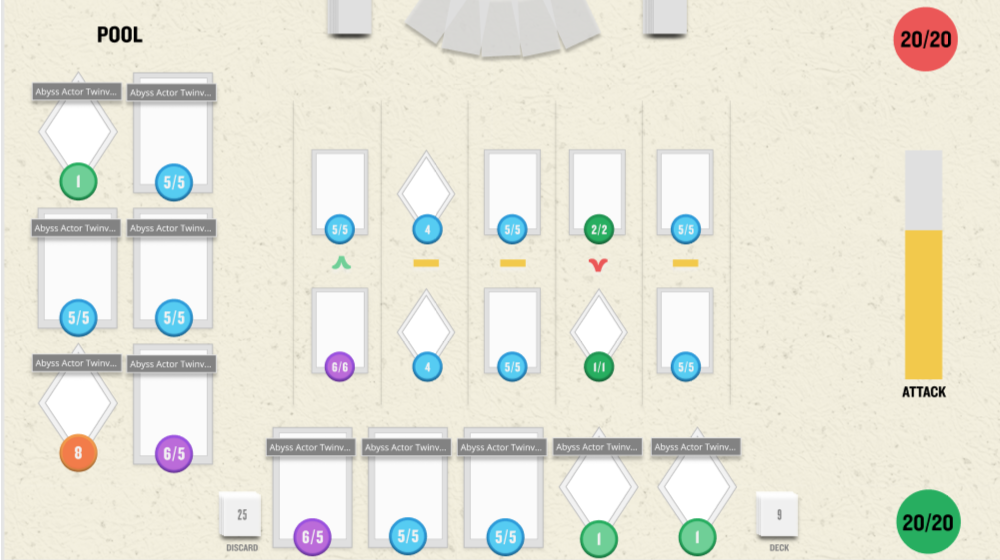 POOL
20/20
Abyss Actor Twinv...
Abyss Actor Twinv...
1
5/5
Abyss Actor Twinv...
Abyss Actor Twinv...
5/5
5/5
Abyss Actor Twinv...
Abyss Actor Twinv...
8
6/5
5/5
4
5/5
2/2
5/5
6/6
4
5/5
1/1
5/5
ATTACK
Abyss Actor Twinv...
Abyss Actor Twinv...
Abyss Actor Twinv...
Abyss Actor Twinv...
Abyss Actor Twinv...
6/5
5/5
5/5
1
1
25
DISCARD
9
DECK
20/20